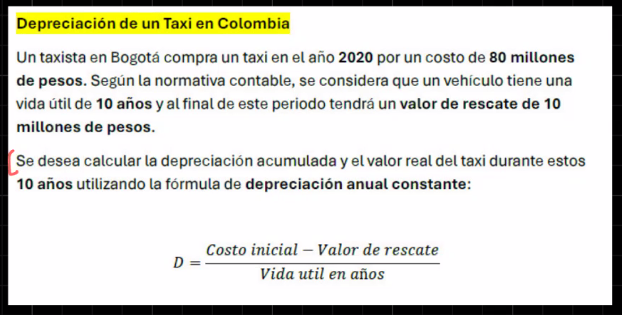 Depreciación de un Taxi en Colombia
Un taxista en Bogotá compra un taxi en el año 2020 por un costo de 80 millones
de pesos. Según la normativa contable, se considera que un vehículo tiene una
vida útil de 10 años y al final de este periodo tendrá un valor de rescate de 10
millones de pesos.
Se desea calcular la depreciación acumulada y el valor real del taxi durante estos
10 años utilizando la fórmula de depreciación anual constante:
D = Costo inicial − Valor de rescate
Vida util en años